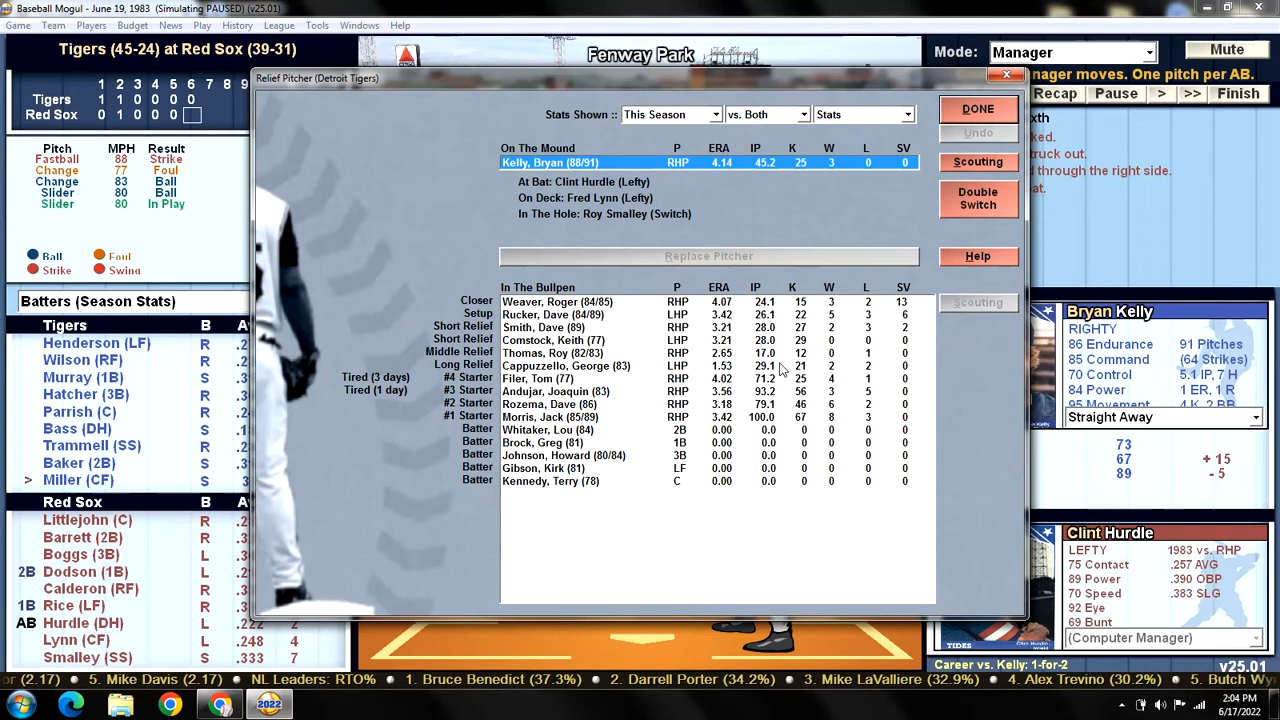 Baseball Mogul - June 19, 1983 (Simulating PAUSED) (v25.01)
Game Team Players Budget News Play History League Tools Windows Help
Tigers (45-24) at Red Sox (39-31)
1 2 3 4 5 6 7 8 9
Tigers 1 1 0 0 0 0
Red Sox 0 1 0 0 0
Pitch MPH Result
Fastball 88 Strike
Change 77 Foul
Change 83 Ball
Slider 80 Ball
Slider 80 In Play
Ball Foul
Strike Swing
Batters (Season Stats)
Tigers B
Henderson (LF) R
Wilson (RF) R
Murray (1B) S
Hatcher (3B) R
Parrish (C) R
Bass (DH) S
Trammell (SS) R
Baker (2B) S
> Miller (CF) S
Red Sox B
Littlejohn (C) R
Barrett (2B) R
Boggs (3B) L
2B Dodson (1B) L
Calderon (RF) R
1B Rice (LF) R
AB Hurdle (DH) L .222 2
Lynn (CF) L .248 4
Smalley (SS) S .333 7
Fenway Park
Mode: Manager Mute
nager moves. One pitch per AB.
Recap Pause > >> Finish
xth
ked.
truck out.
d through the right side.
at.
Relief Pitcher (Detroit Tigers)
Stats Shown :: This Season vs. Both Stats
DONE
Undo
Scouting
Double Switch
Help
Scouting
On The Mound P ERA IP K W L SV
Kelly, Bryan (88/91) RHP 4.14 45.2 25 3 0 0
At Bat: Clint Hurdle (Lefty)
On Deck: Fred Lynn (Lefty)
In The Hole: Roy Smalley (Switch)
Replace Pitcher
In The Bullpen P ERA IP K W L SV
Closer Weaver, Roger (84/85) RHP 4.07 24.1 15 3 2 13
Setup Rucker, Dave (84/89) LHP 3.42 26.1 22 5 3 6
Short Relief Smith, Dave (89) RHP 3.21 28.0 27 2 3 2
Short Relief Comstock, Keith (77) LHP 3.21 28.0 29 0 0 0
Middle Relief Thomas, Roy (82/83) RHP 2.65 17.0 12 0 1 0
Long Relief Cappuzzello, George (83) LHP 1.53 29.1 21 2 2 0
Tired (3 days) #4 Starter Filer, Tom (77) RHP 4.02 71.2 25 4 1 0
Tired (1 day) #3 Starter Andujar, Joaquin (83) RHP 3.56 93.2 56 3 5 0
#2 Starter Rozema, Dave (86) RHP 3.18 79.1 46 6 2 0
#1 Starter Morris, Jack (85/89) RHP 3.42 100.0 67 8 3 0
Batter Whitaker, Lou (84) 2B 0.00 0.0 0 0 0 0
Batter Brock, Greg (81) 1B 0.00 0.0 0 0 0 0
Batter Johnson, Howard (80/84) 3B 0.00 0.0 0 0 0 0
Batter Gibson, Kirk (81) LF 0.00 0.0 0 0 0 0
Batter Kennedy, Terry (78) C 0.00 0.0 0 0 0 0
Bryan Kelly
RIGHTY
86 Endurance 91 Pitches
85 Command (64 Strikes)
70 Control 5.1 IP, 7 H
84 Power 1 ER, 1 R
95 Movement 4 K, 2 BB
Straight Away
73
67 + 15
89 - 5
Clint Hurdle
LEFTY 1983 vs. RHP
75 Contact .257 AVG
89 Power .390 OBP
70 Speed .383 SLG
92 Eye
69 Bunt
TIDES
(Computer Manager)
Career vs. Kelly: 1-for-2 v25.01
or (2.17) 5. Mike Davis (2.17) NL Leaders: RTO% 1. Bruce Benedict (37.3%) 2. Darrell Porter (34.2%) 3. Mike LaValliere (32.9%) 4. Alex Trevino (30.2%) 5. Butch Wy
2022
2:04 PM
6/17/2022